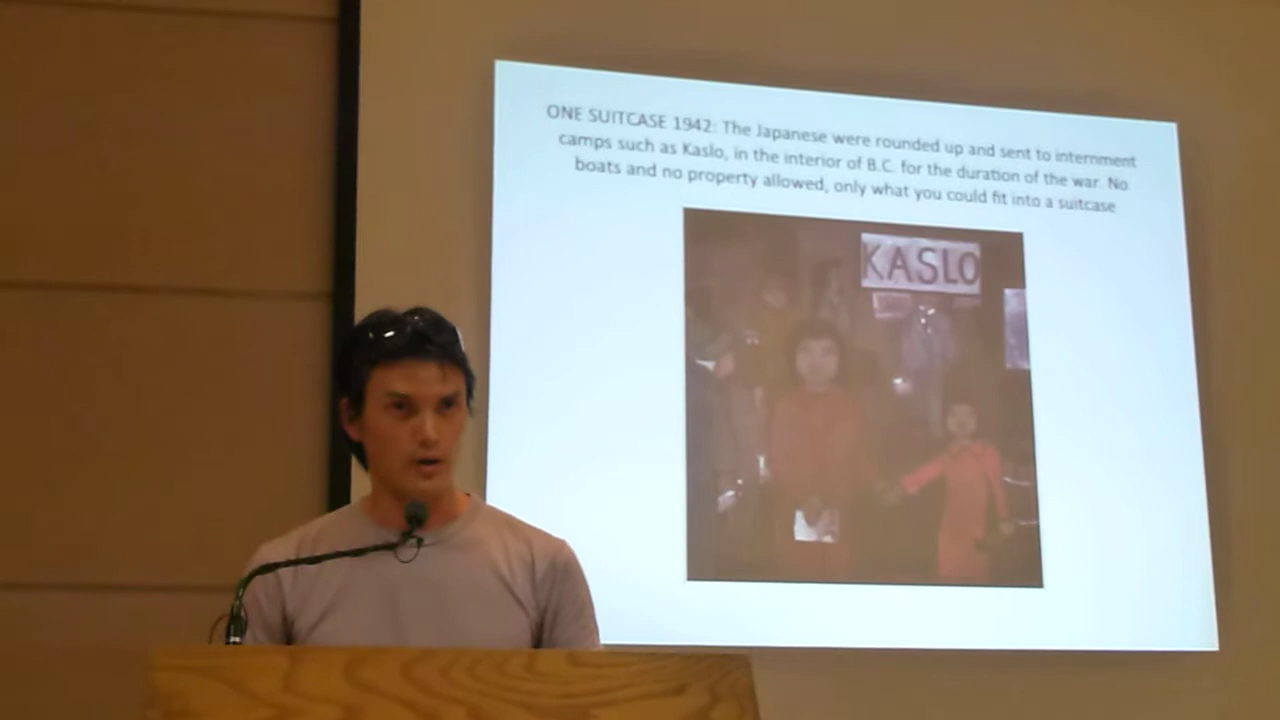 ONE SUITCASE 1942: The Japanese were rounded up and sent to internment
camps such as Kaslo, in the interior of B.C. for the duration of the war. No
boats and no property allowed, only what you could fit into a suitcase
KASLO